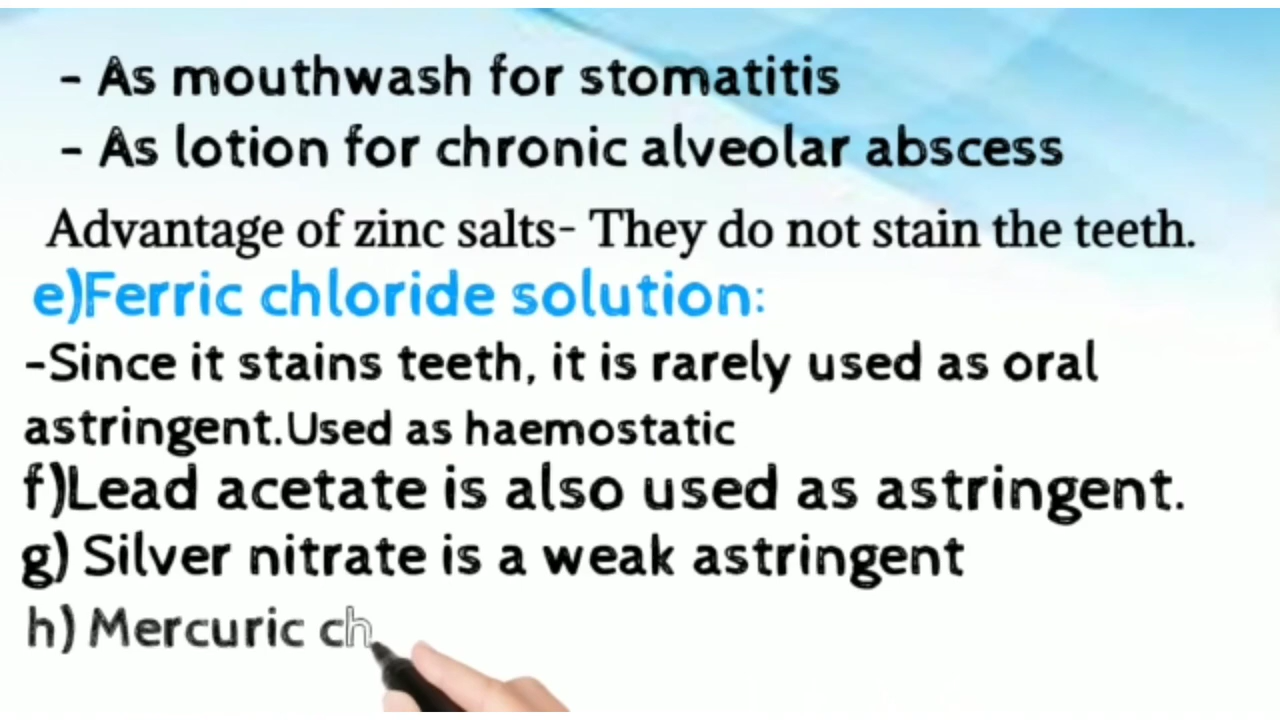 - As mouthwash for stomatitis
- As lotion for chronic alveolar abscess
Advantage of zinc salts- They do not stain the teeth.
e)Ferric chloride solution:
-Since it stains teeth, it is rarely used as oral
astringent.Used as haemostatic
f)Lead acetate is also used as astringent.
g) Silver nitrate is a weak astringent
h) Mercuric ch